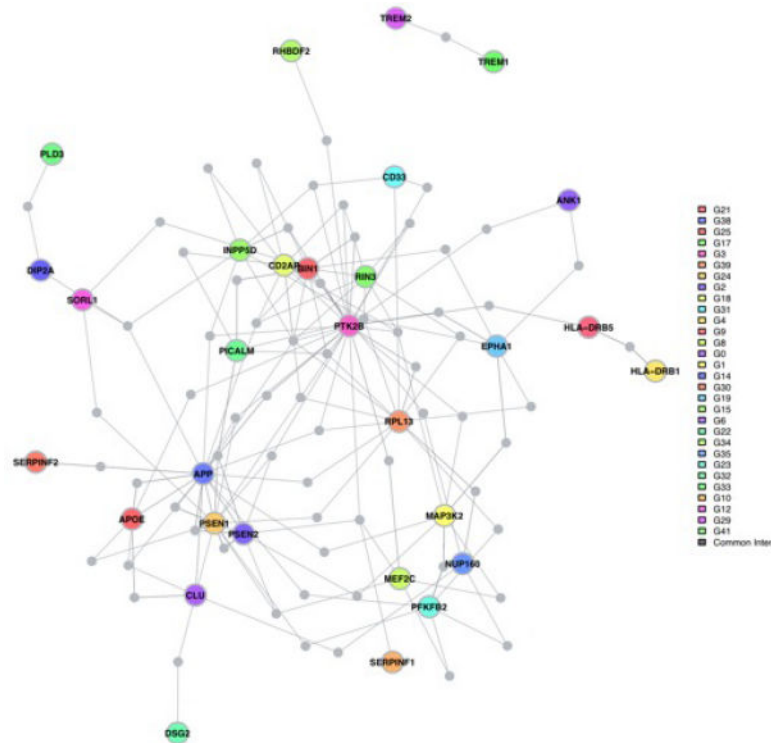 TREM2
RHBDF2
TREM1
PLD3
CD33
ANK1
INPP5D
CD2AP
BIN1
DIP2A
RIN3
SORL1
PTK2B
HLA-DRB5
EPHA1
PICALM
HLA-DRB1
RPL13
SERPINF2
APP
APOE
PSEN1
MAP3K2
PSEN2
NUP160
MEF2C
CLU
PFKFB2
SERPINF1
DSG2
G21
G38
G25
G17
G3
G39
G24
G2
G18
G31
G4
G9
G8
G0
G1
G14
G30
G19
G15
G6
G22
G34
G35
G23
G32
G33
G10
G12
G29
G41
Common Inter